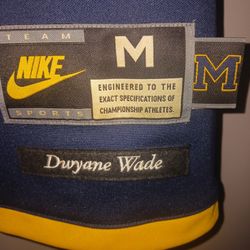 TEAM
NIKE
SPORTS
M
ENGINEERED TO THE
EXACT SPECIFICATIONS OF
CHAMPIONSHIP ATHLETES.
M
Dwyane Wade